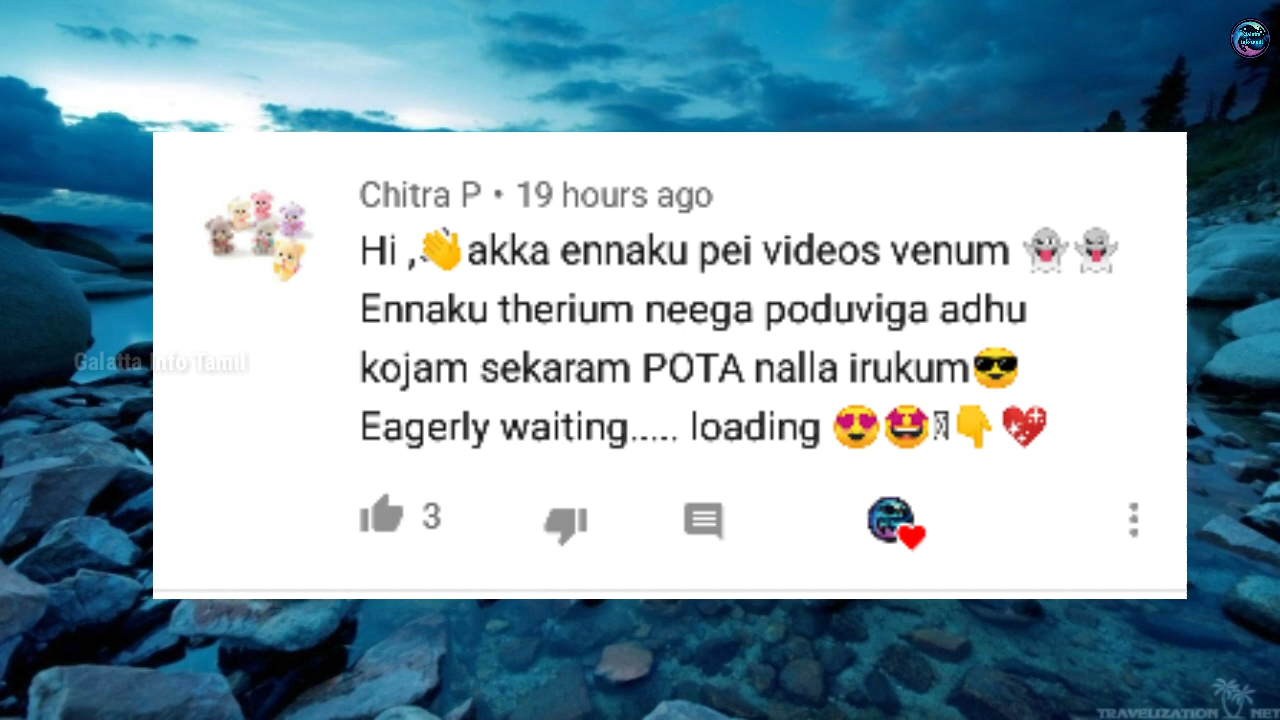 Chitra P • 19 hours ago
Hi ,👋akka ennaku pei videos venum 👻👻
Ennaku therium neega poduviga adhu
kojam sekaram POTA nalla irukum😎
Eagerly waiting..... loading 😍🤩👇💖
3
Galatta Info Tamil
TRAVELIZATION NET